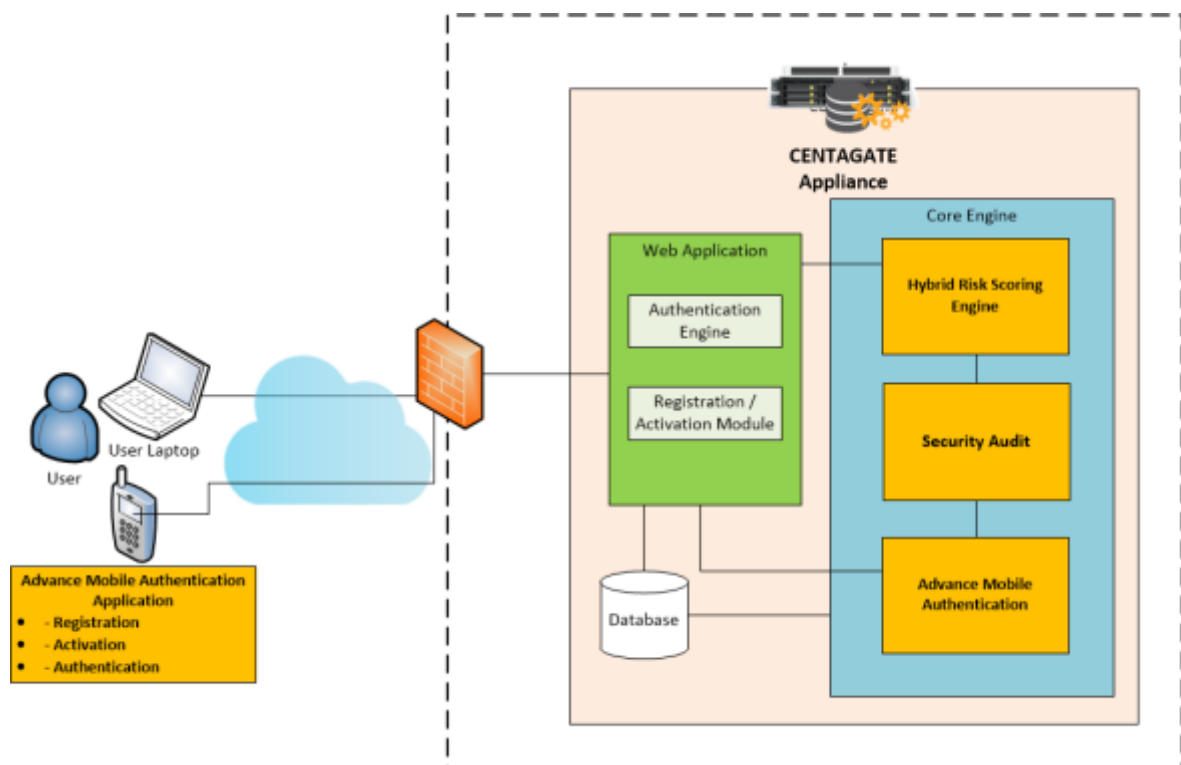 CENTAGATE
Appliance
Core Engine
Web Application
Hybrid Risk Scoring
Engine
Authentication
Engine
Registration /
Activation Module
Security Audit
User Laptop
User
Advance Mobile Authentication
Application
• - Registration
• - Activation
• - Authentication
Database
Advance Mobile
Authentication